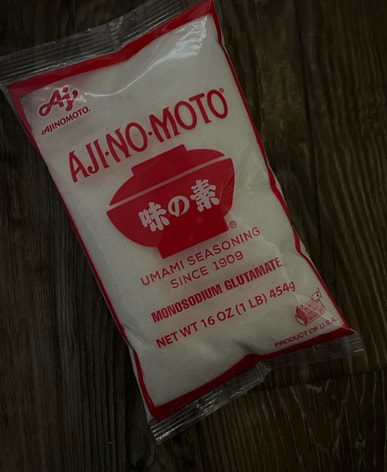 Aj
AJINOMOTO®
AJI-NO-MOTO®
味の素
®
UMAMI SEASONING
SINCE 1909
MONOSODIUM GLUTAMATE
NET WT 16 OZ (1 LB) 454g
PRODUCT OF U.S.A.